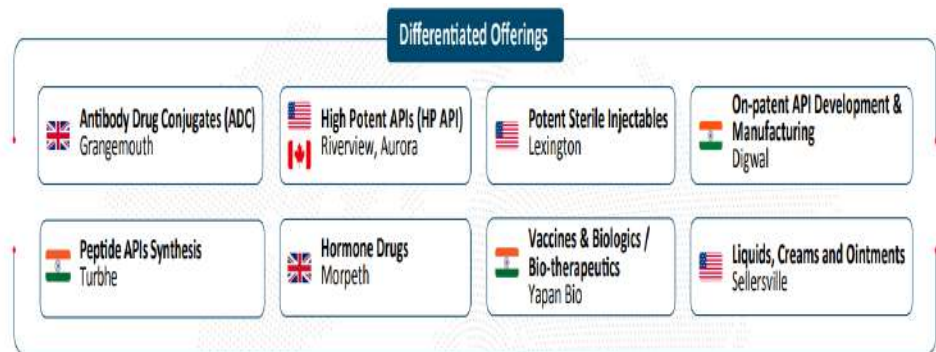 Differentiated Offerings
Antibody Drug Conjugates (ADC)
Grangemouth
High Potent APIs (HP API)
Riverview, Aurora
Potent Sterile Injectables
Lexington
On-patent API Development &
Manufacturing
Digwal
Peptide APIs Synthesis
Turbhe
Hormone Drugs
Morpeth
Vaccines & Biologics /
Bio-therapeutics
Yapan Bio
Liquids, Creams and Ointments
Sellersville